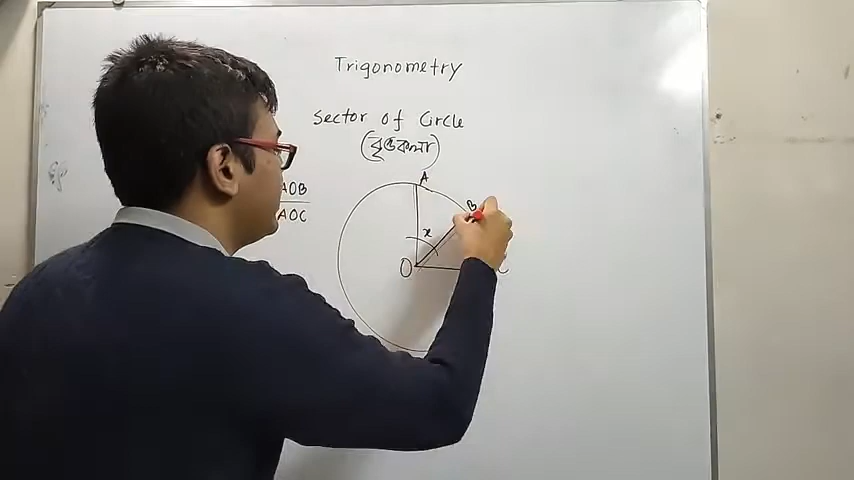 Trigonometry
Sector of Circle
(বৃত্তকলা)
AOB
AOC
A
B
x
O
C